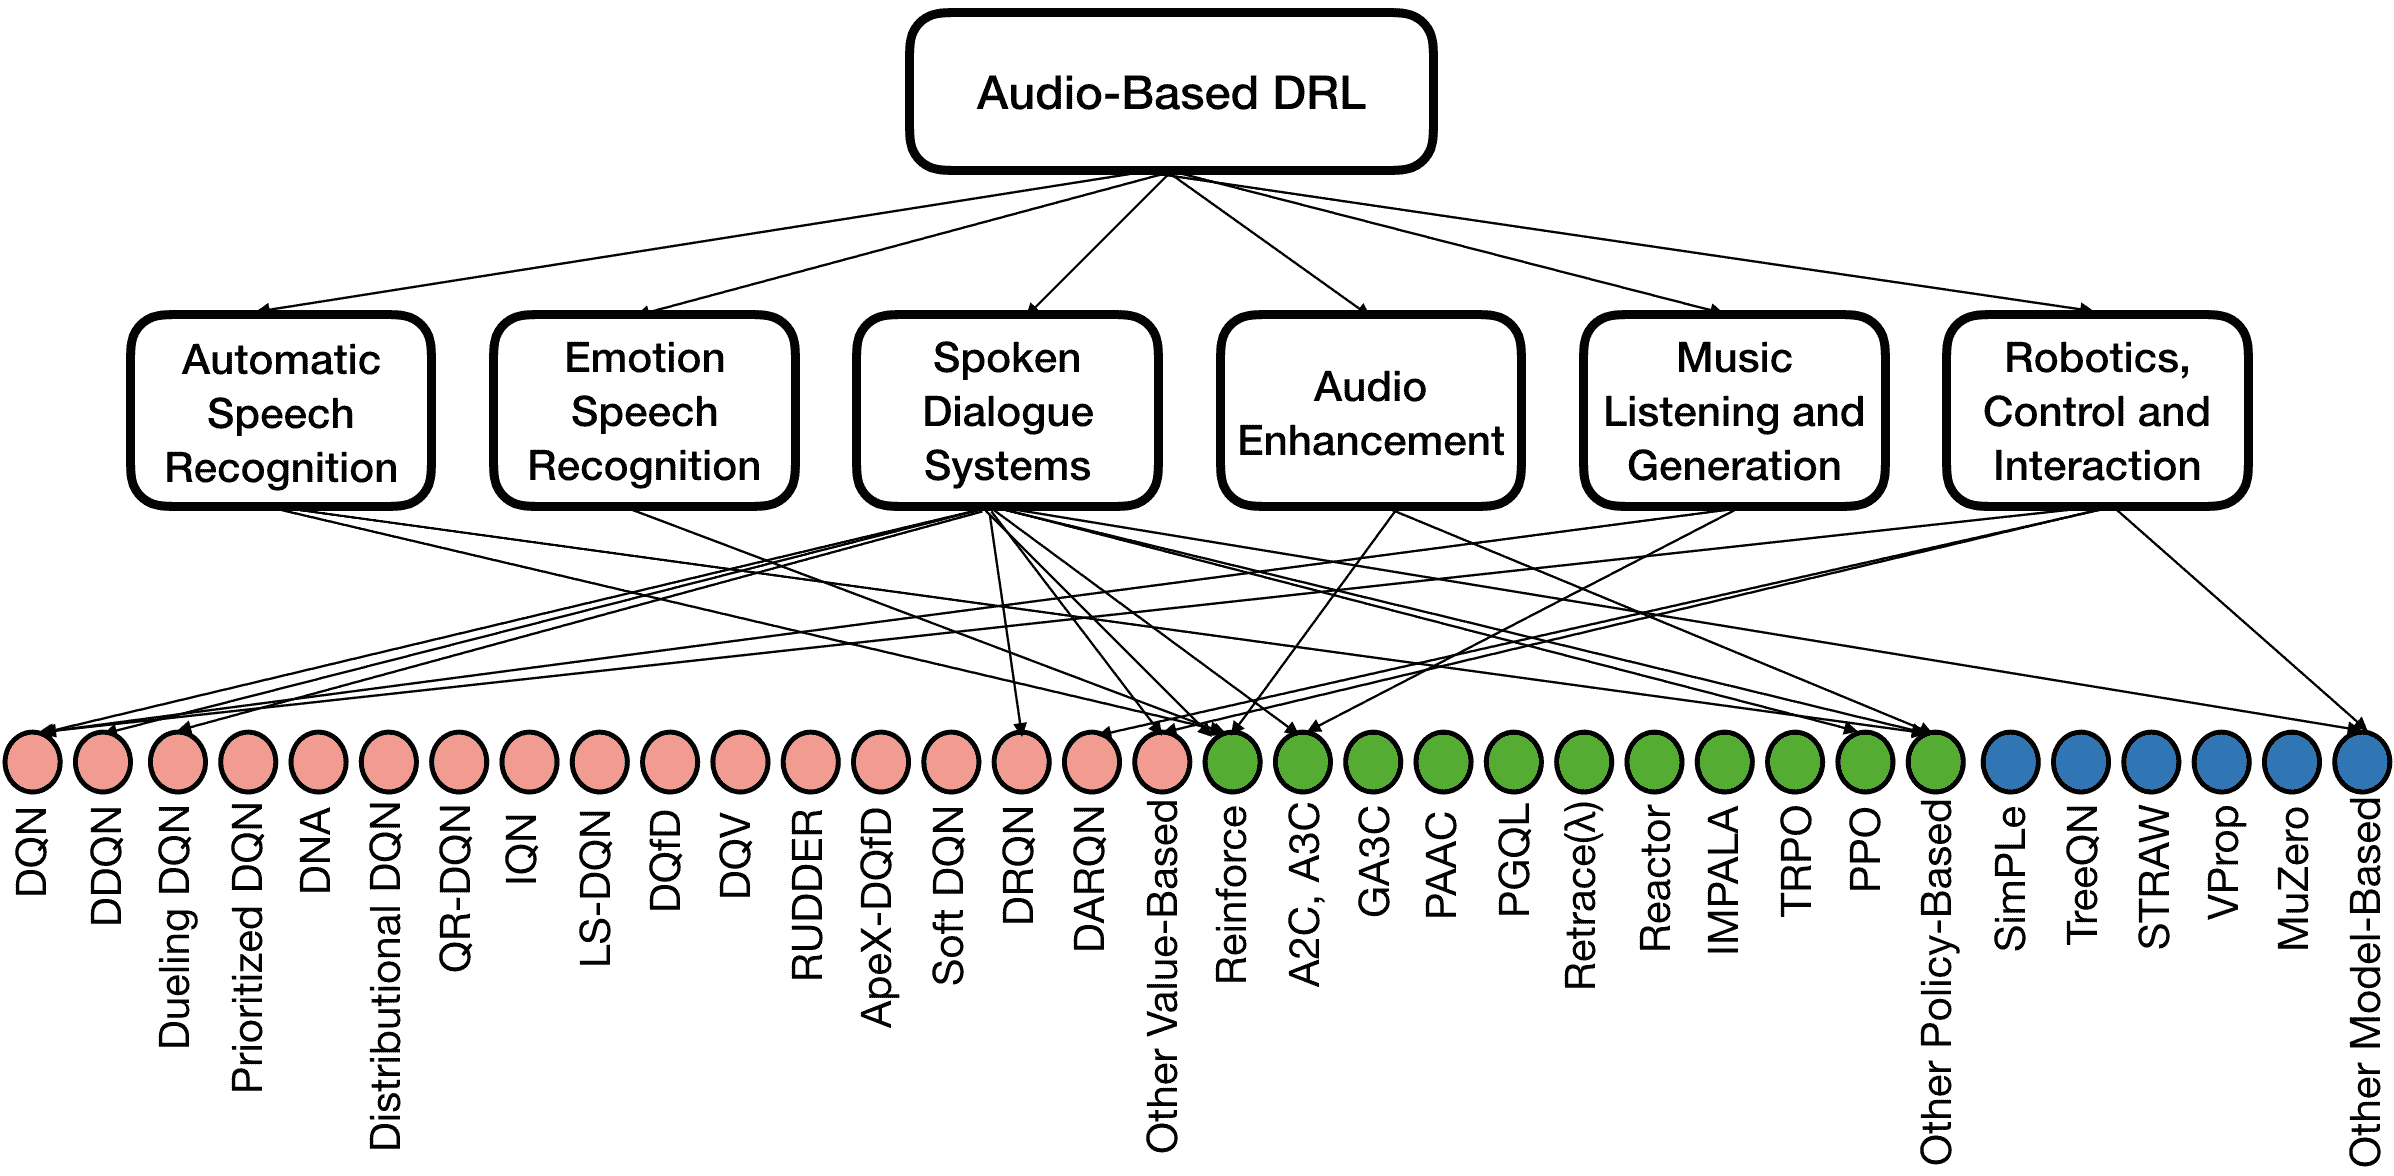 Audio-Based DRL
Automatic
Speech
Recognition
Emotion
Speech
Recognition
Spoken
Dialogue
Systems
Audio
Enhancement
Music
Listening and
Generation
Robotics,
Control and
Interaction
DQN
DDQN
Dueling DQN
Prioritized DQN
DNA
Distributional DQN
QR-DQN
IQN
LS-DQN
DQfD
DQV
RUDDER
ApeX-DQfD
Soft DQN
DRQN
DARQN
Other Value-Based
Reinforce
A2C, A3C
GA3C
PAAC
PGQL
Retrace(λ)
Reactor
IMPALA
TRPO
PPO
Other Policy-Based
SimPLe
TreeQN
STRAW
VProp
MuZero
Other Model-Based